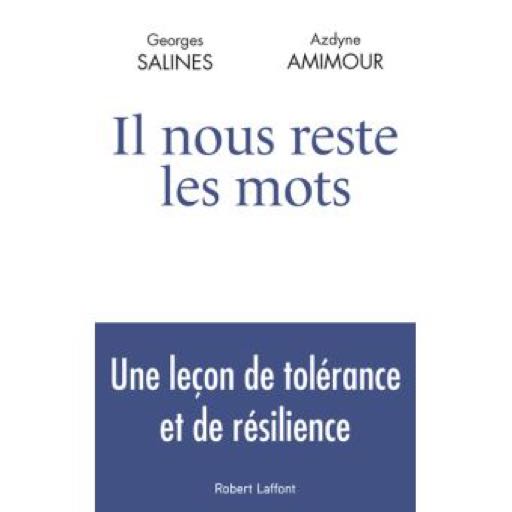 Georges Azdyne
SALINES AMIMOUR
Il nous reste
les mots
Une leçon de tolérance
et de résilience
Robert Laffont